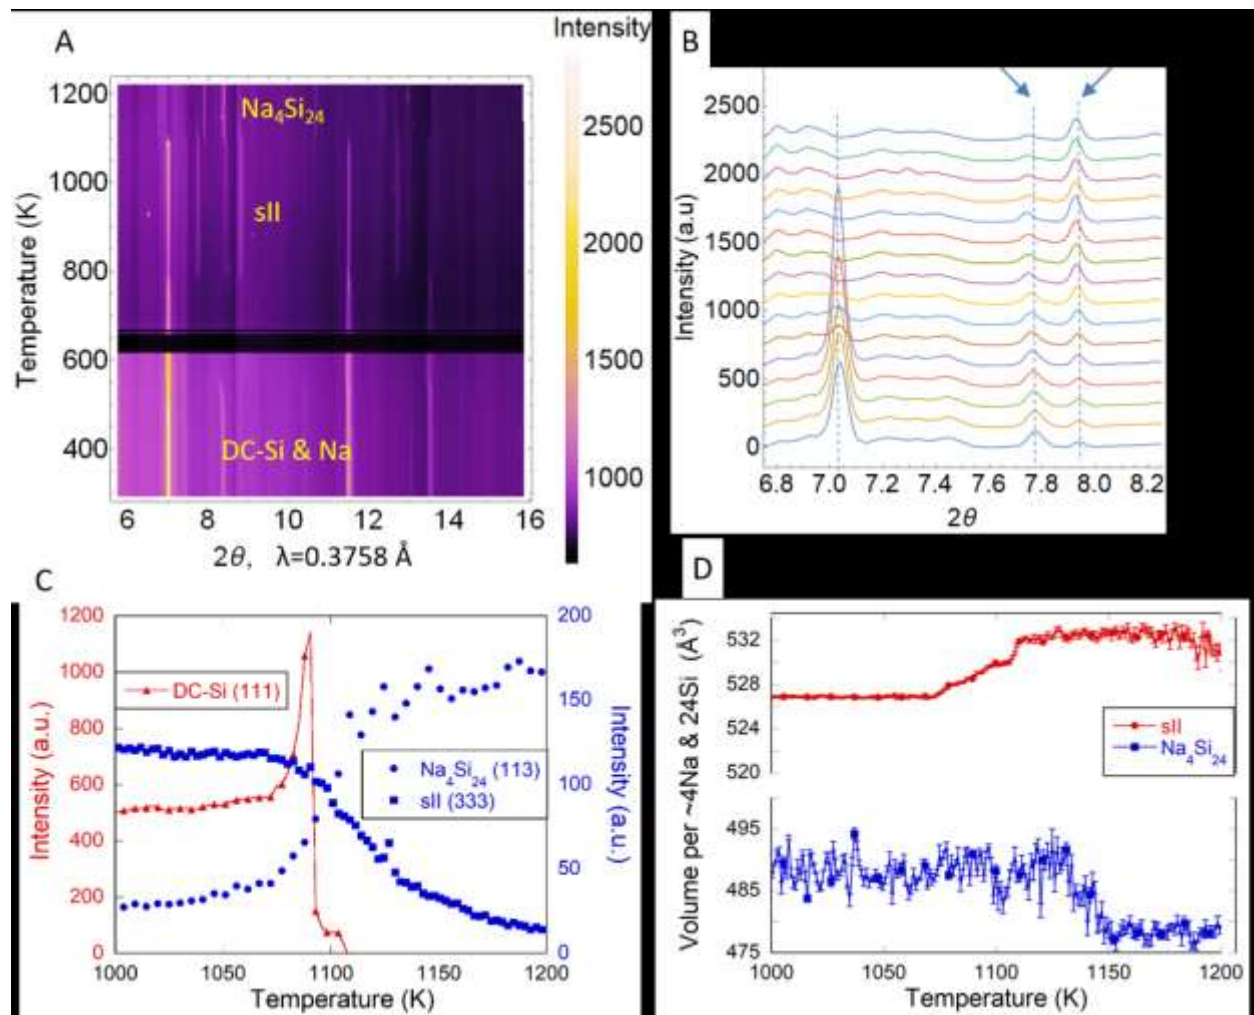 A
Intensity
1200
1000
800
600
400
Temperature (K)
Na₄Si₂₄
sII
DC-Si & Na
6 8 10 12 14 16
2θ, λ=0.3758 Å
2500
2000
1500
1000
B
2500
2000
1500
1000
500
0
Intensity (a.u)
6.8 7.0 7.2 7.4 7.6 7.8 8.0 8.2
2θ
C
1200
1000
800
600
400
200
0
Intensity (a.u.)
DC-Si (111)
Na₄Si₂₄ (113)
sII (333)
200
150
100
50
0
Intensity (a.u.)
1000 1050 1100 1150 1200
Temperature (K)
D
532
528
524
520
495
485
475
Volume per ~4Na & 24Si (Å³)
sII
Na₄Si₂₄
1000 1050 1100 1150 1200
Temperature (K)